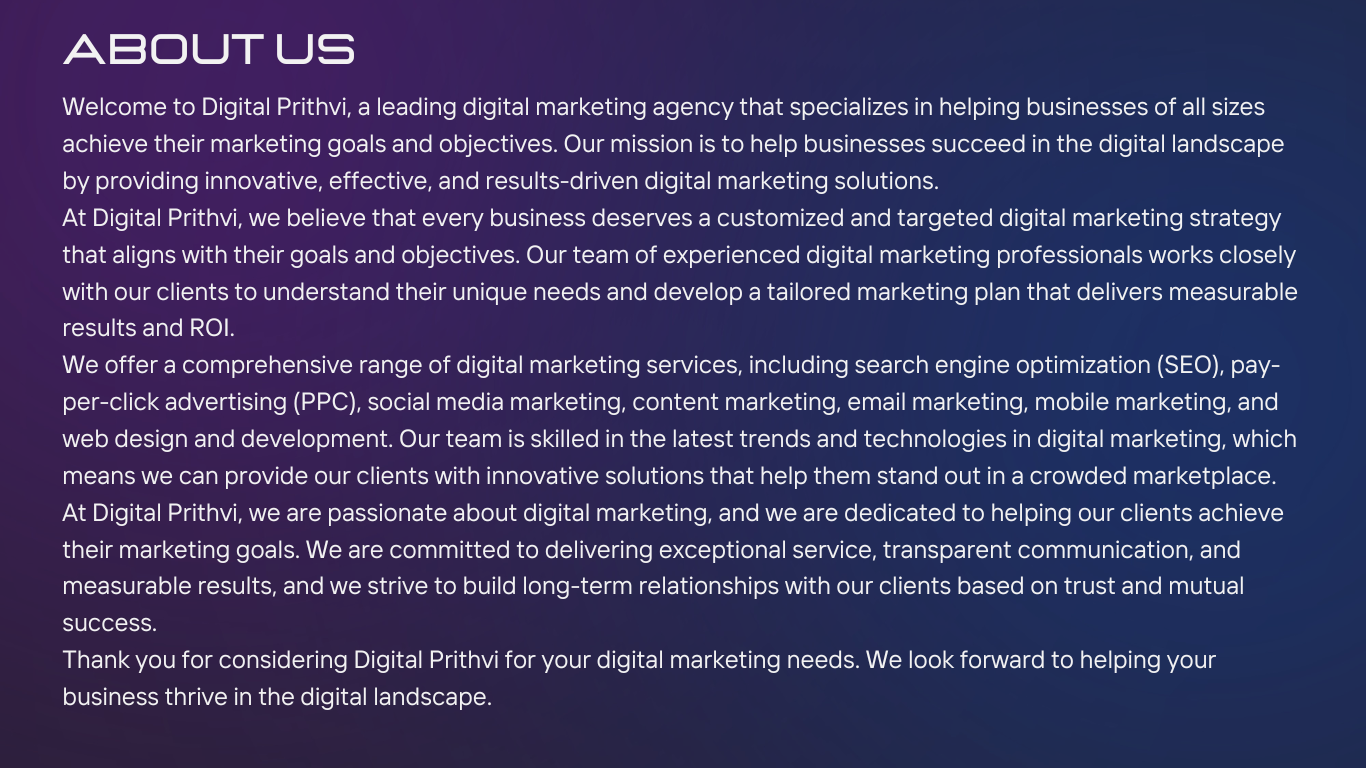 ABOUT US
Welcome to Digital Prithvi, a leading digital marketing agency that specializes in helping businesses of all sizes
achieve their marketing goals and objectives. Our mission is to help businesses succeed in the digital landscape
by providing innovative, effective, and results-driven digital marketing solutions.
At Digital Prithvi, we believe that every business deserves a customized and targeted digital marketing strategy
that aligns with their goals and objectives. Our team of experienced digital marketing professionals works closely
with our clients to understand their unique needs and develop a tailored marketing plan that delivers measurable
results and ROI.
We offer a comprehensive range of digital marketing services, including search engine optimization (SEO), pay-
per-click advertising (PPC), social media marketing, content marketing, email marketing, mobile marketing, and
web design and development. Our team is skilled in the latest trends and technologies in digital marketing, which
means we can provide our clients with innovative solutions that help them stand out in a crowded marketplace.
At Digital Prithvi, we are passionate about digital marketing, and we are dedicated to helping our clients achieve
their marketing goals. We are committed to delivering exceptional service, transparent communication, and
measurable results, and we strive to build long-term relationships with our clients based on trust and mutual
success.
Thank you for considering Digital Prithvi for your digital marketing needs. We look forward to helping your
business thrive in the digital landscape.